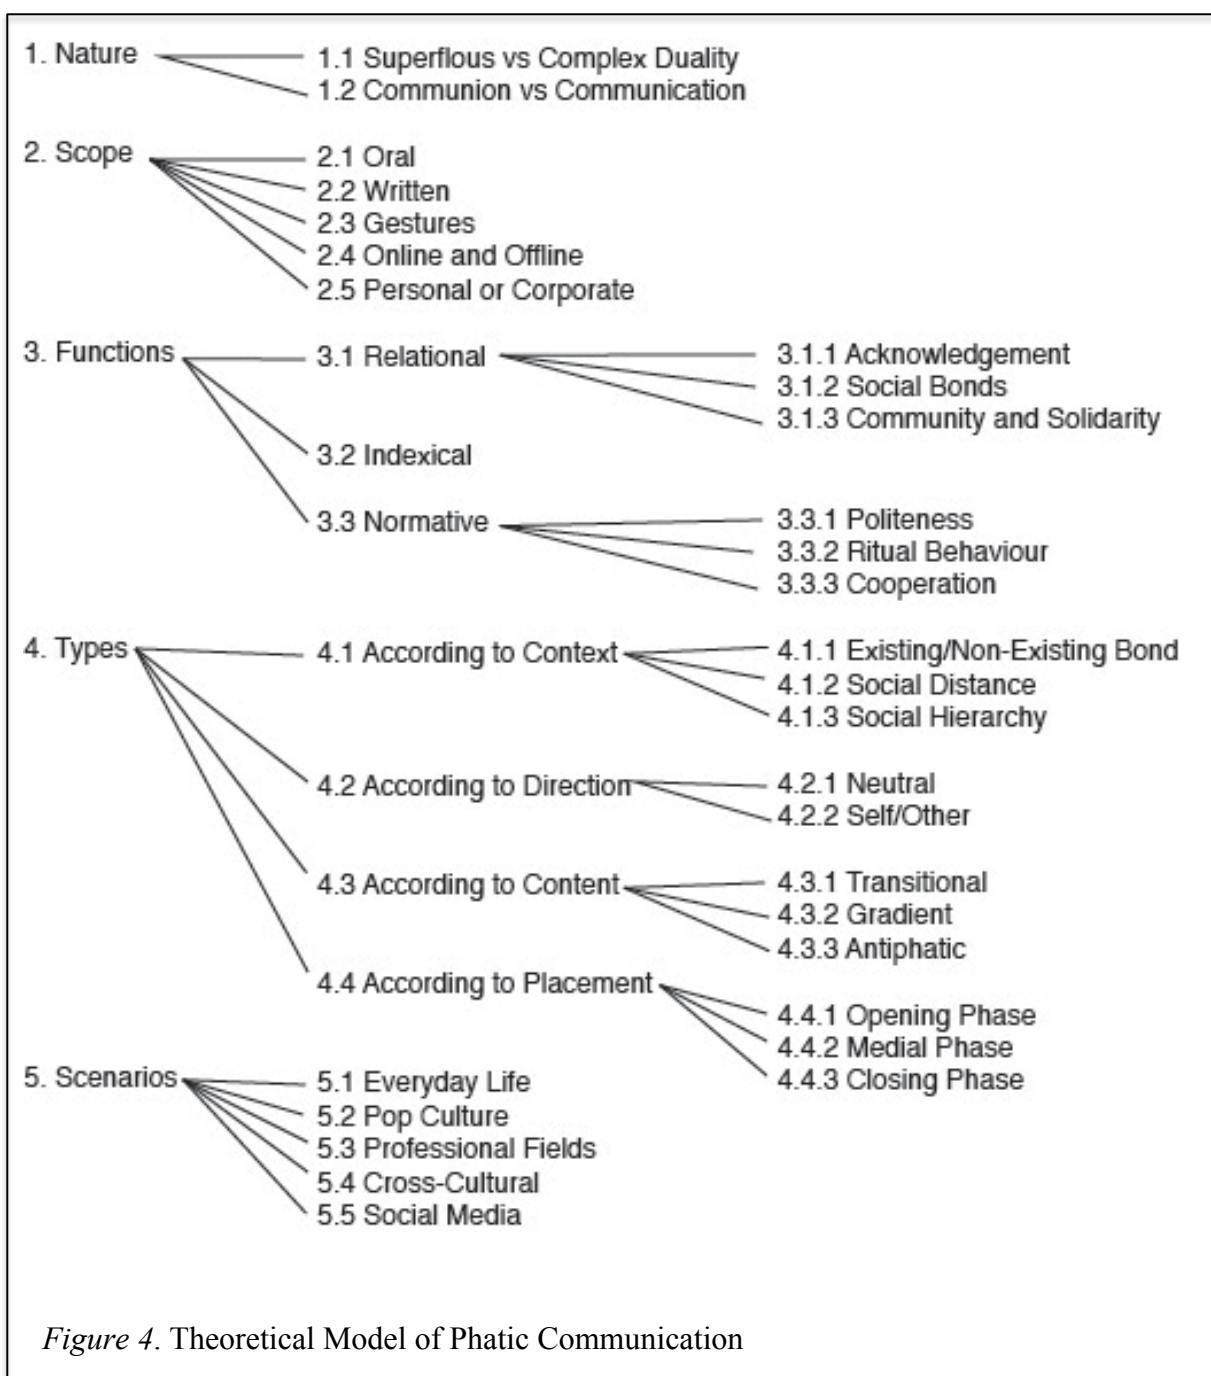 1. Nature
1.1 Superflous vs Complex Duality
1.2 Communion vs Communication
2. Scope
2.1 Oral
2.2 Written
2.3 Gestures
2.4 Online and Offline
2.5 Personal or Corporate
3. Functions
3.1 Relational
3.1.1 Acknowledgement
3.1.2 Social Bonds
3.1.3 Community and Solidarity
3.2 Indexical
3.3 Normative
3.3.1 Politeness
3.3.2 Ritual Behaviour
3.3.3 Cooperation
4. Types
4.1 According to Context
4.1.1 Existing/Non-Existing Bond
4.1.2 Social Distance
4.1.3 Social Hierarchy
4.2 According to Direction
4.2.1 Neutral
4.2.2 Self/Other
4.3 According to Content
4.3.1 Transitional
4.3.2 Gradient
4.3.3 Antiphatic
4.4 According to Placement
4.4.1 Opening Phase
4.4.2 Medial Phase
4.4.3 Closing Phase
5. Scenarios
5.1 Everyday Life
5.2 Pop Culture
5.3 Professional Fields
5.4 Cross-Cultural
5.5 Social Media
Figure 4. Theoretical Model of Phatic Communication